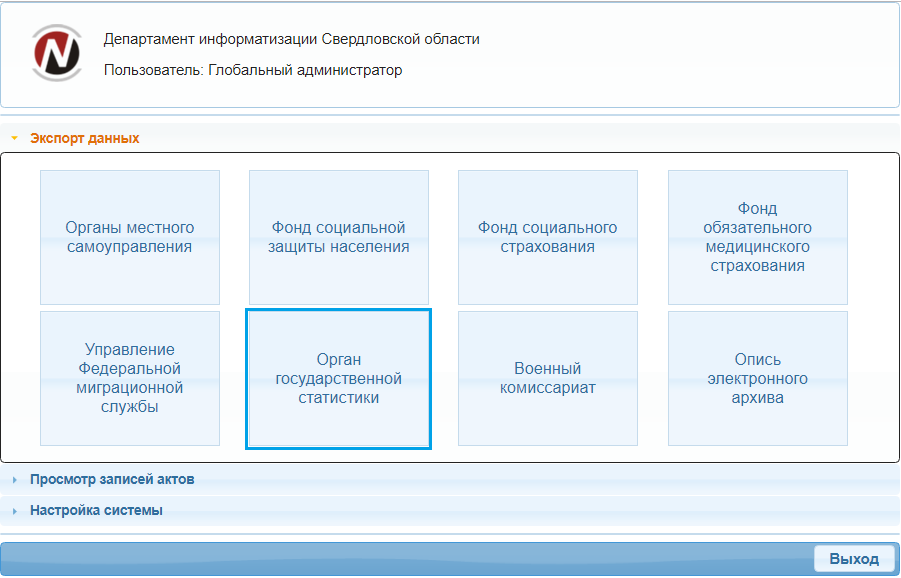 Департамент информатизации Свердловской области
Пользователь: Глобальный администратор
Экспорт данных
Органы местного
самоуправления
Фонд социальной
защиты населения
Фонд социального
страхования
Фонд
обязательного
медицинского
страхования
Управление
Федеральной
миграционной
службы
Орган
государственной
статистики
Военный
комиссариат
Опись
электронного
архива
Просмотр записей актов
Настройка системы
Выход